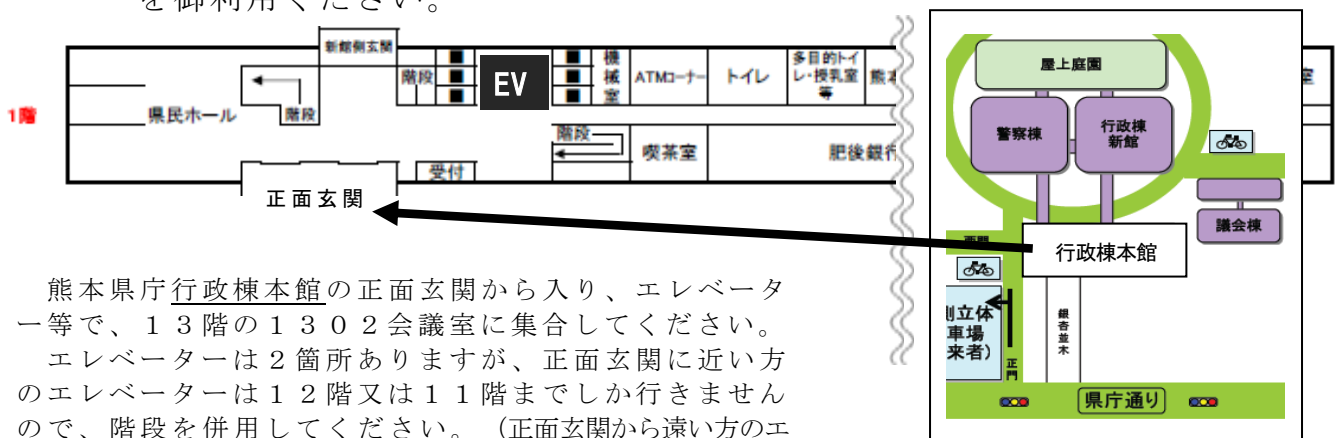 を御利用ください。
新館側玄関
1階
県民ホール
階段
階段
EV
機械室
ATMコーナー
トイレ
多目的トイ
レ・授乳室
等
熊本
室
階段
喫茶室
肥後銀行
受付
正面玄関
屋上庭園
警察棟
行政棟
新館
議会棟
行政棟本館
立体
車場
来者）
正門
銀杏並木
県庁通り
熊本県庁行政棟本館の正面玄関から入り、エレベータ
ー等で、１３階の１３０２会議室に集合してください。
エレベーターは２箇所ありますが、正面玄関に近い方
のエレベーターは１２階又は１１階までしか行きません
ので、階段を併用してください。（正面玄関から遠い方のエ